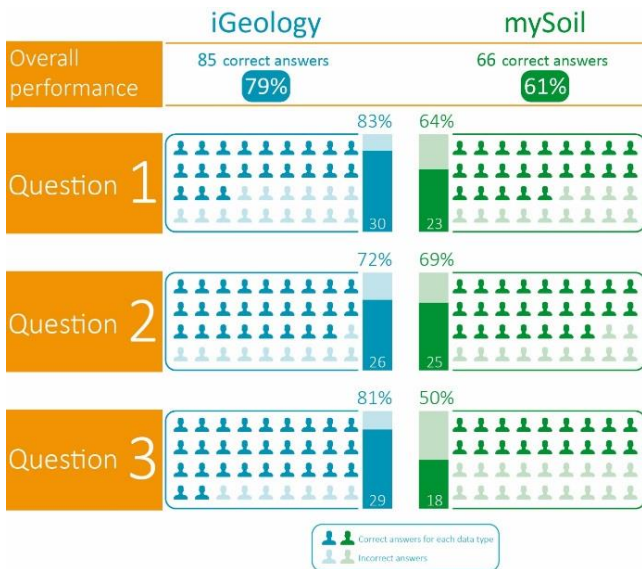 iGeology
mySoil
Overall
performance
85 correct answers
79%
66 correct answers
61%
Question 1
83%
30
64%
23
Question 2
72%
26
69%
25
Question 3
81%
29
50%
18
Correct answers for each data type
Incorrect answers